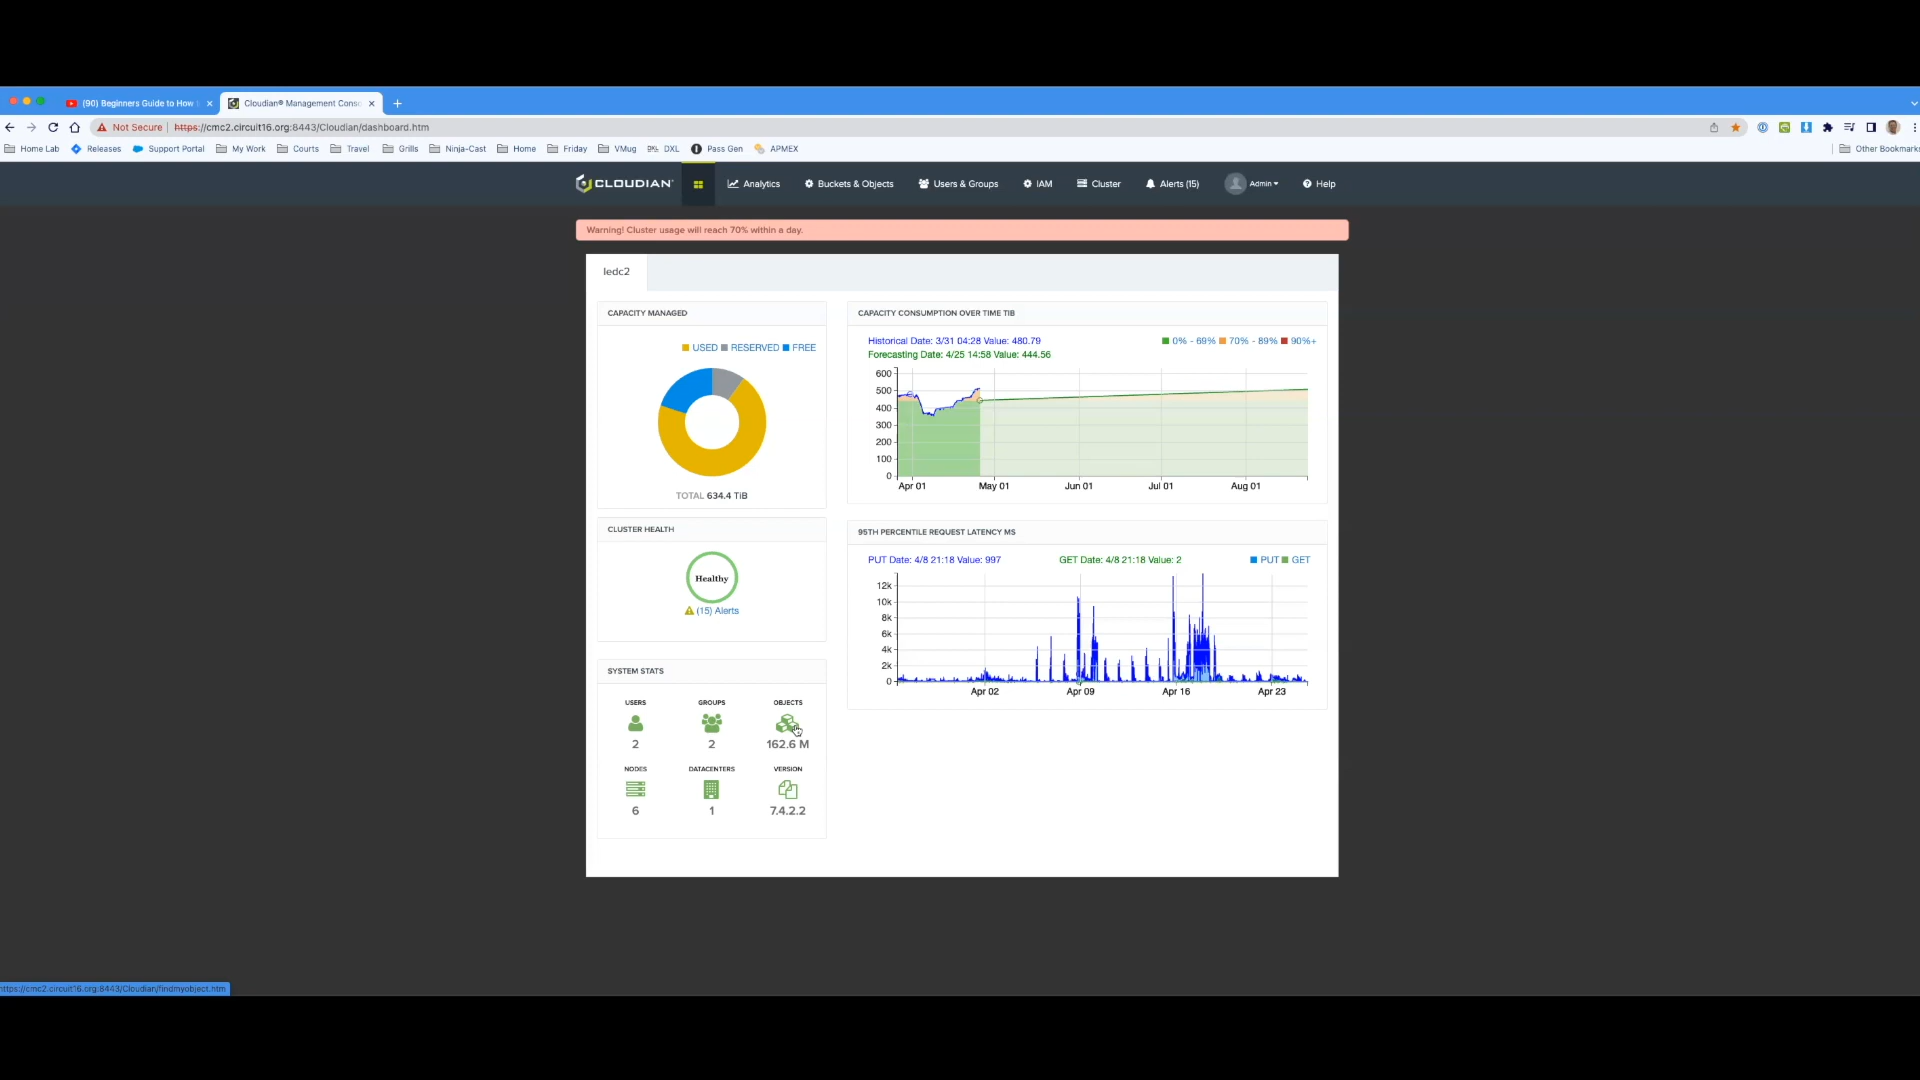 (90) Beginners Guide to How
Cloudian® Management Conso
Not Secure https://cmc2.circuit16.org:8443/Cloudian/dashboard.htm
Home Lab Releases Support Portal My Work Courts Travel Grills Ninja-Cast Home Friday VMug DXL DXL Pass Gen APMEX Other Bookmarks
CLOUDIAN Analytics Buckets & Objects Users & Groups IAM Cluster Alerts (15) Admin Help
Warning! Cluster usage will reach 70% within a day.
ledc2
CAPACITY MANAGED
USED RESERVED FREE
TOTAL 634.4 TiB
CLUSTER HEALTH
Healthy
(15) Alerts
SYSTEM STATS
USERS GROUPS OBJECTS
2 2 162.6 M
NODES DATACENTERS VERSION
6 1 7.4.2.2
CAPACITY CONSUMPTION OVER TIME TIB
Historical Date: 3/31 04:28 Value: 480.79
0% - 69% 70% - 89% 90%+
Forecasting Date: 4/25 14:58 Value: 444.56
600
500
400
300
200
100
0
Apr 01 May 01 Jun 01 Jul 01 Aug 01
95TH PERCENTILE REQUEST LATENCY MS
PUT Date: 4/8 21:18 Value: 997 GET Date: 4/8 21:18 Value: 2 PUT GET
12k
10k
8k
6k
4k
2k
0
Apr 02 Apr 09 Apr 16 Apr 23
https://cmc2.circuit16.org:8443/Cloudian/findmyobject.htm